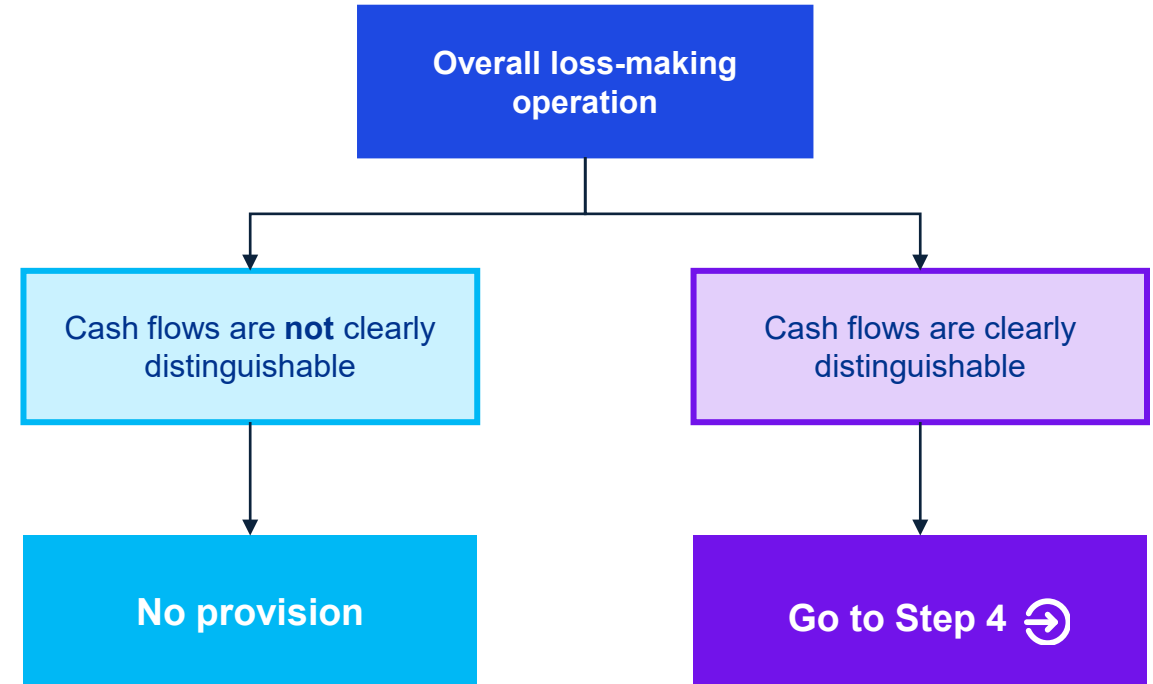 Overall loss-making
operation
Cash flows are not clearly
distinguishable
Cash flows are clearly
distinguishable
No provision
Go to Step 4